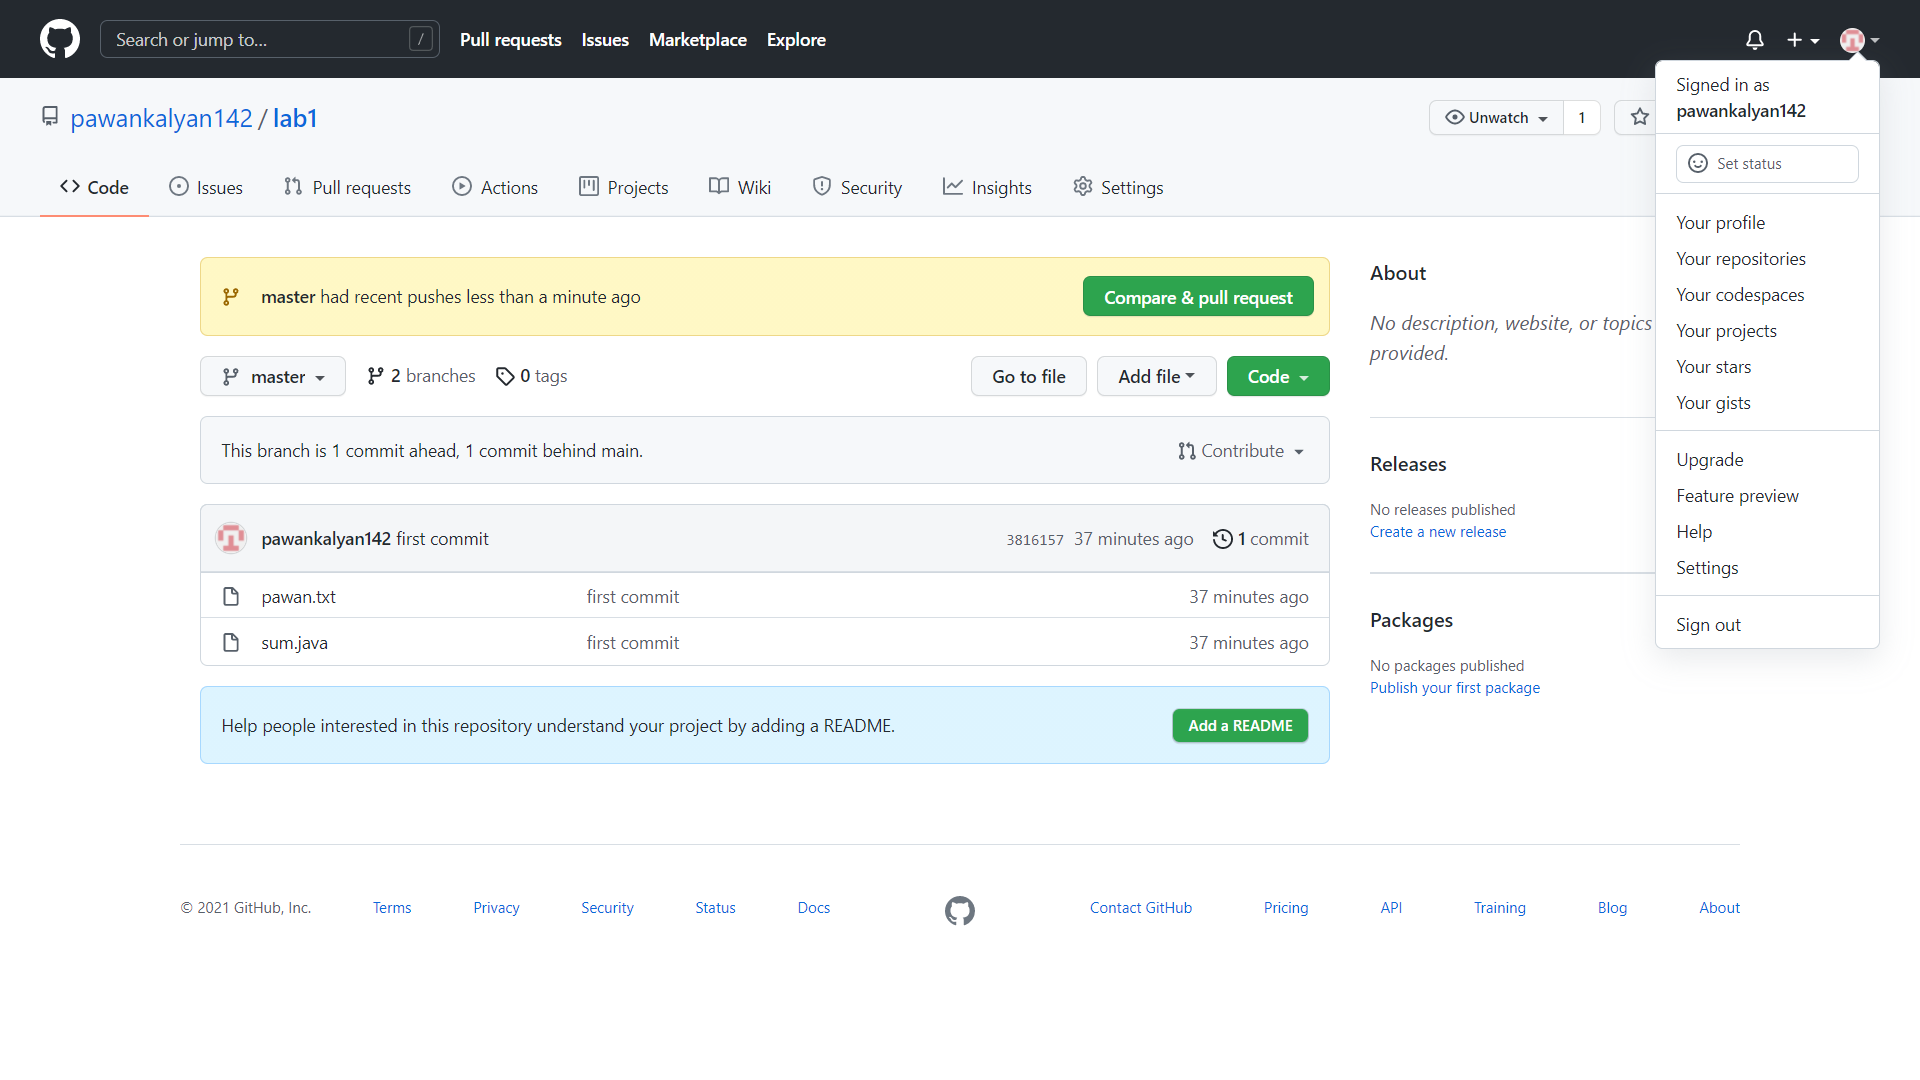 Search or jump to...
/
Pull requests
Issues
Marketplace
Explore
Signed in as
pawankalyan142
Set status
Your profile
Your repositories
Your codespaces
Your projects
Your stars
Your gists
Upgrade
Feature preview
Help
Settings
Sign out
pawankalyan142 / lab1
Unwatch
1
Code
Issues
Pull requests
Actions
Projects
Wiki
Security
Insights
Settings
master had recent pushes less than a minute ago
Compare & pull request
master
2 branches
0 tags
Go to file
Add file
Code
This branch is 1 commit ahead, 1 commit behind main.
Contribute
pawankalyan142 first commit
3816157 37 minutes ago
1 commit
pawan.txt
first commit
37 minutes ago
sum.java
first commit
37 minutes ago
Help people interested in this repository understand your project by adding a README.
Add a README
About
No description, website, or topics
provided.
Releases
No releases published
Create a new release
Packages
No packages published
Publish your first package
© 2021 GitHub, Inc.
Terms
Privacy
Security
Status
Docs
Contact GitHub
Pricing
API
Training
Blog
About